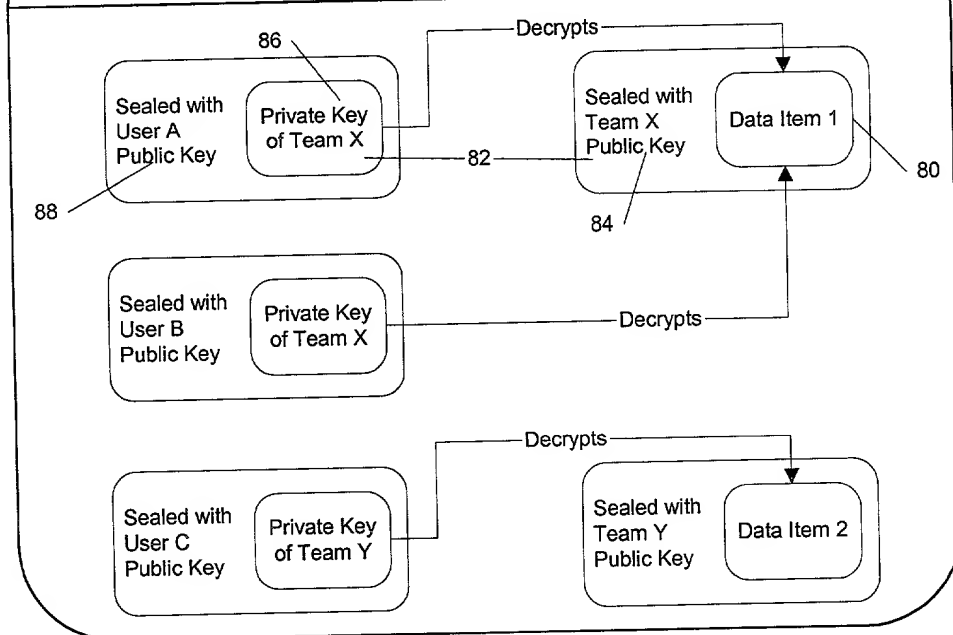 Decrypts
86
Sealed with
User A
Public Key
Private Key
of Team X
82
Sealed with
Team X
Public Key
Data Item 1
80
88
84
Sealed with
User B
Public Key
Private Key
of Team X
Decrypts
Decrypts
Sealed with
User C
Public Key
Private Key
of Team Y
Sealed with
Team Y
Public Key
Data Item 2